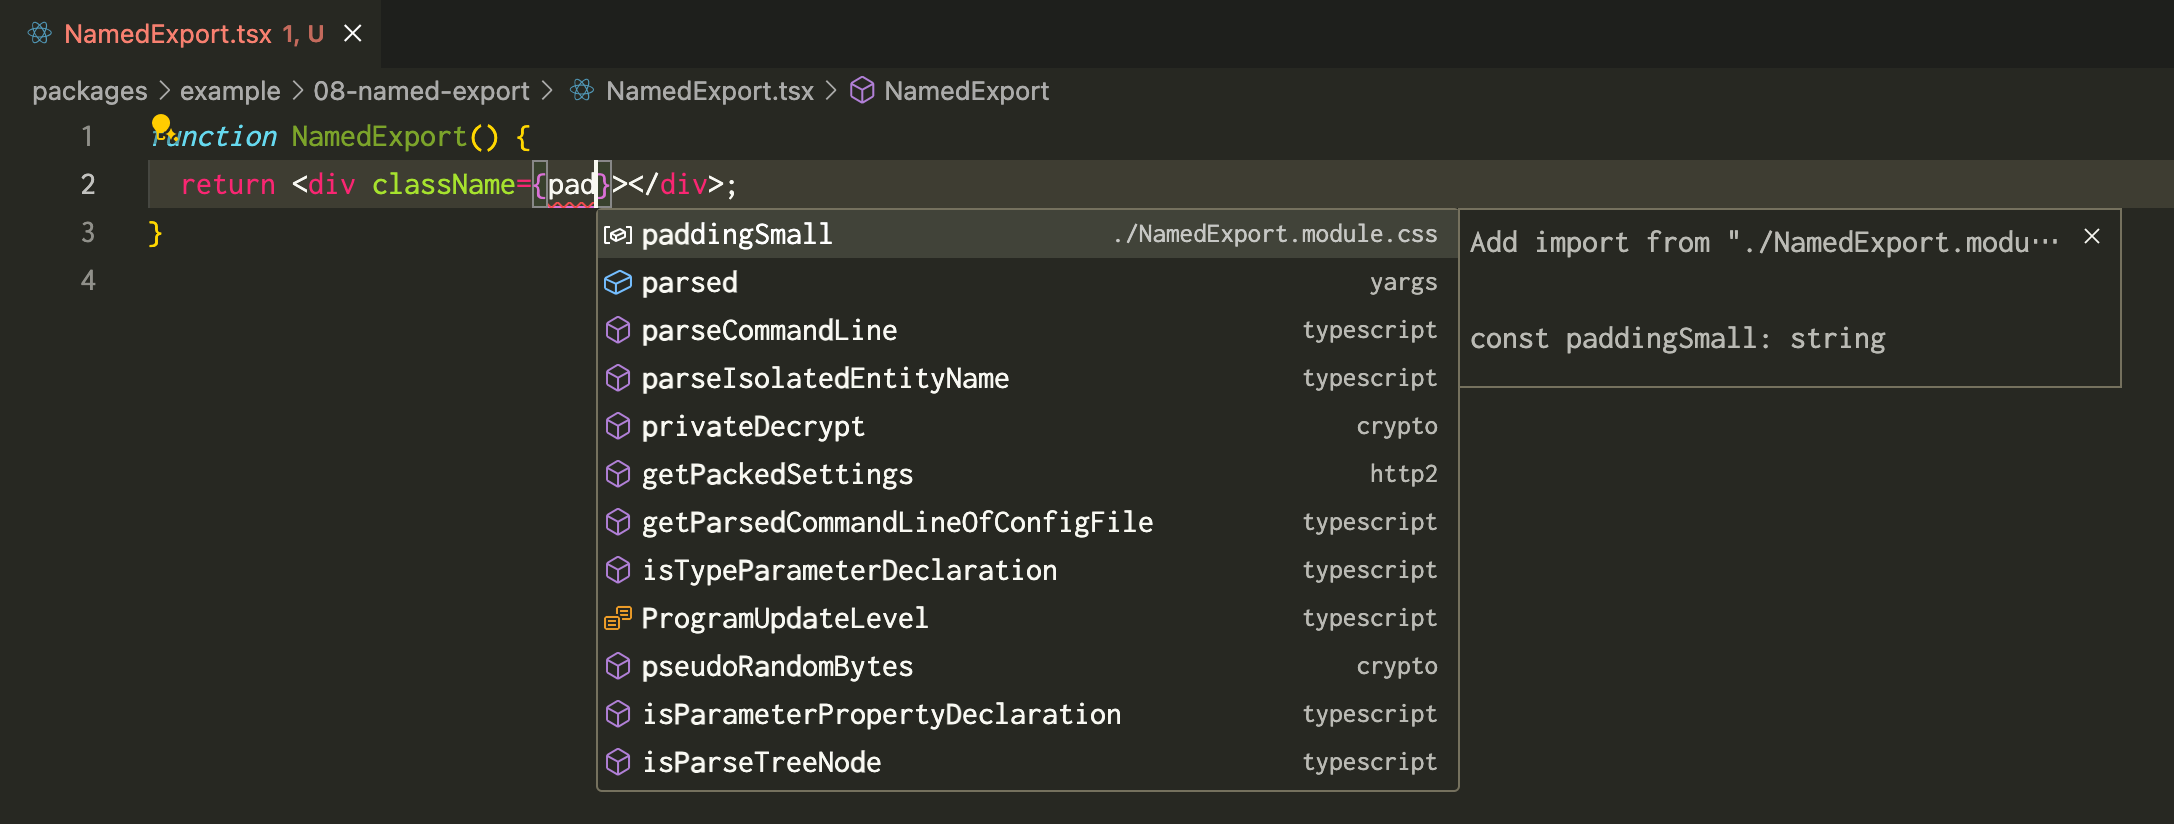 NamedExport.tsx 1, U
packages > example > 08-named-export > NamedExport.tsx > NamedExport
1 function NamedExport() {
2 return <div className={pad}></div>;
3 }
4
paddingSmall ./NamedExport.module.css
parsed yargs
parseCommandLine typescript
parseIsolatedEntityName typescript
privateDecrypt crypto
getPackedSettings http2
getParsedCommandLineOfConfigFile typescript
isTypeParameterDeclaration typescript
ProgramUpdateLevel typescript
pseudoRandomBytes crypto
isParameterPropertyDeclaration typescript
isParseTreeNode typescript
Add import from "./NamedExport.modu…
const paddingSmall: string